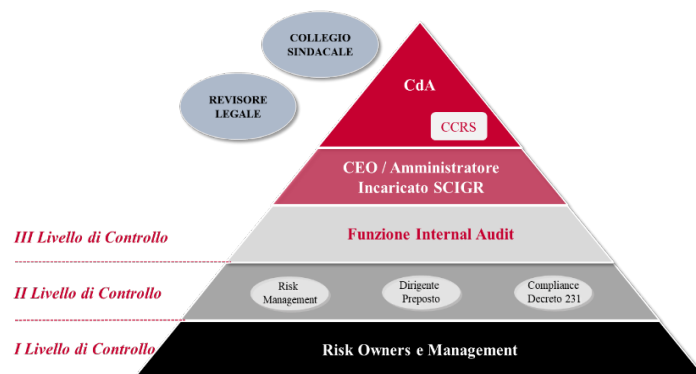 COLLEGIO
SINDACALE
REVISORE
LEGALE
CdA
CCRS
CEO / Amministratore
Incaricato SCIGR
III Livello di Controllo
Funzione Internal Audit
II Livello di Controllo
Risk
Management
Dirigente
Preposto
Compliance
Decreto 231
I Livello di Controllo
Risk Owners e Management